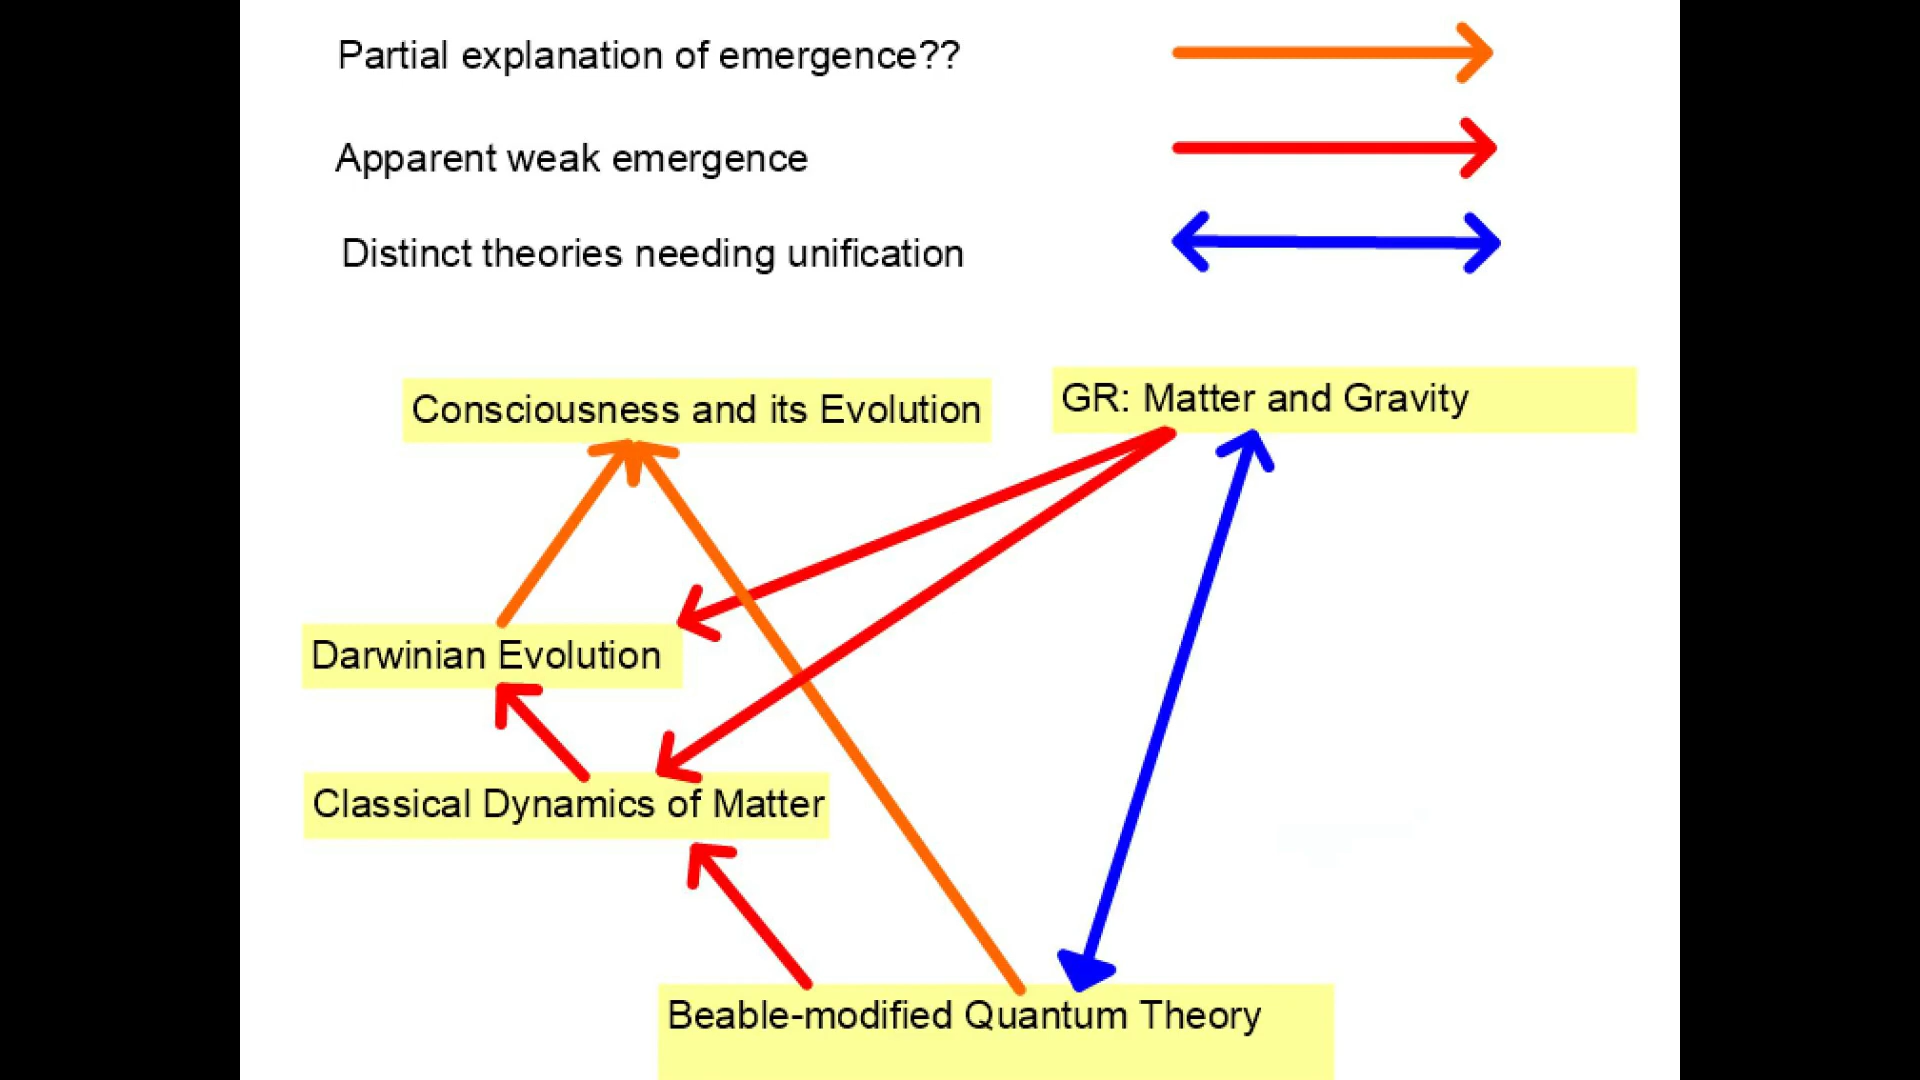 Partial explanation of emergence??
Apparent weak emergence
Distinct theories needing unification
Consciousness and its Evolution
GR: Matter and Gravity
Darwinian Evolution
Classical Dynamics of Matter
Beable-modified Quantum Theory